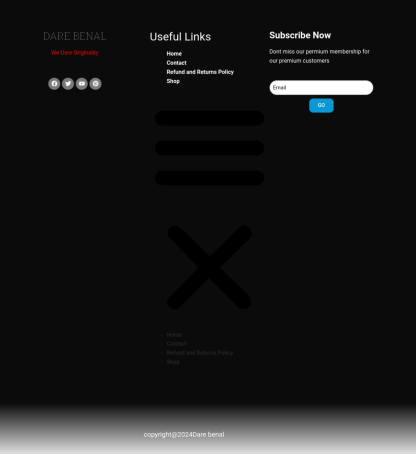 DARE BENAL
We Dare Originality
Useful Links
Home
Contact
Refund and Returns Policy
Shop
Subscribe Now
Dont miss our permium membership for
our premium customers
Email
GO
Home
Contact
Refund and Returns Policy
Shop
copyright@2024Dare benal